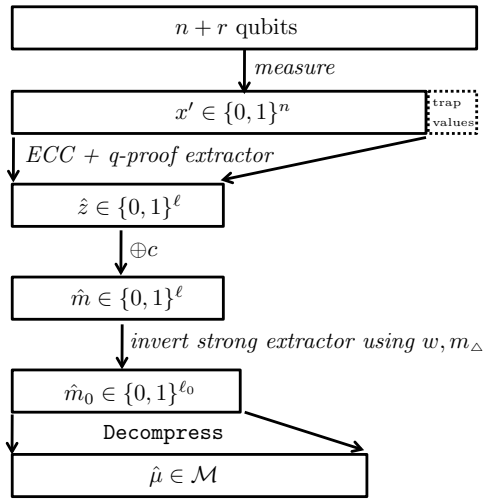 n + r qubits
measure
x′ ∈ {0, 1}ⁿ
trap
values
ECC + q-proof extractor
ẑ ∈ {0, 1}^ℓ
⊕c
m̂ ∈ {0, 1}^ℓ
invert strong extractor using w, m_△
m̂₀ ∈ {0, 1}^ℓ₀
Decompress
μ̂ ∈ ℳ